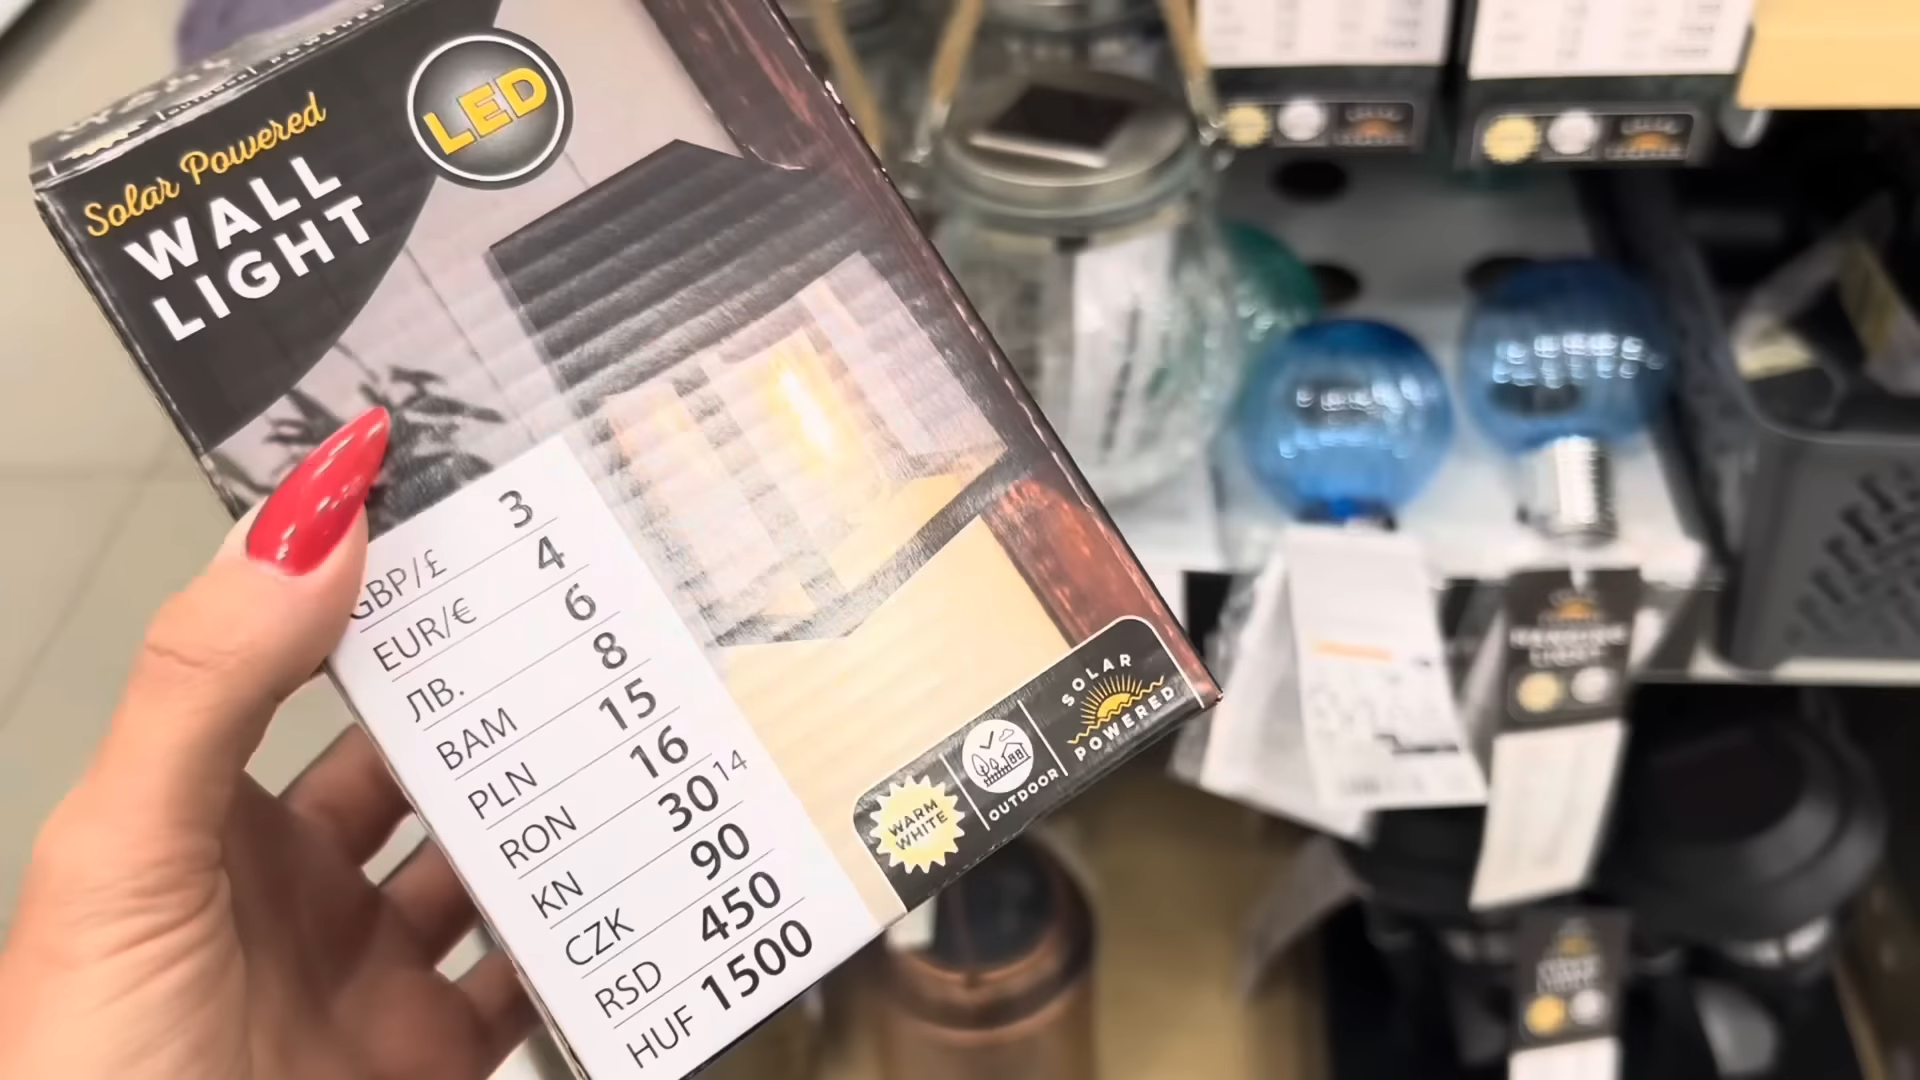 Solar Powered
WALL
LIGHT
LED
GBP/£ 3
EUR/€ 4
ЛВ. 6
BAM 8
PLN 15
RON 16
KN 30¹⁴
CZK 90
RSD 450
HUF 1500
WARM
WHITE
OUTDOOR
SOLAR
POWERED